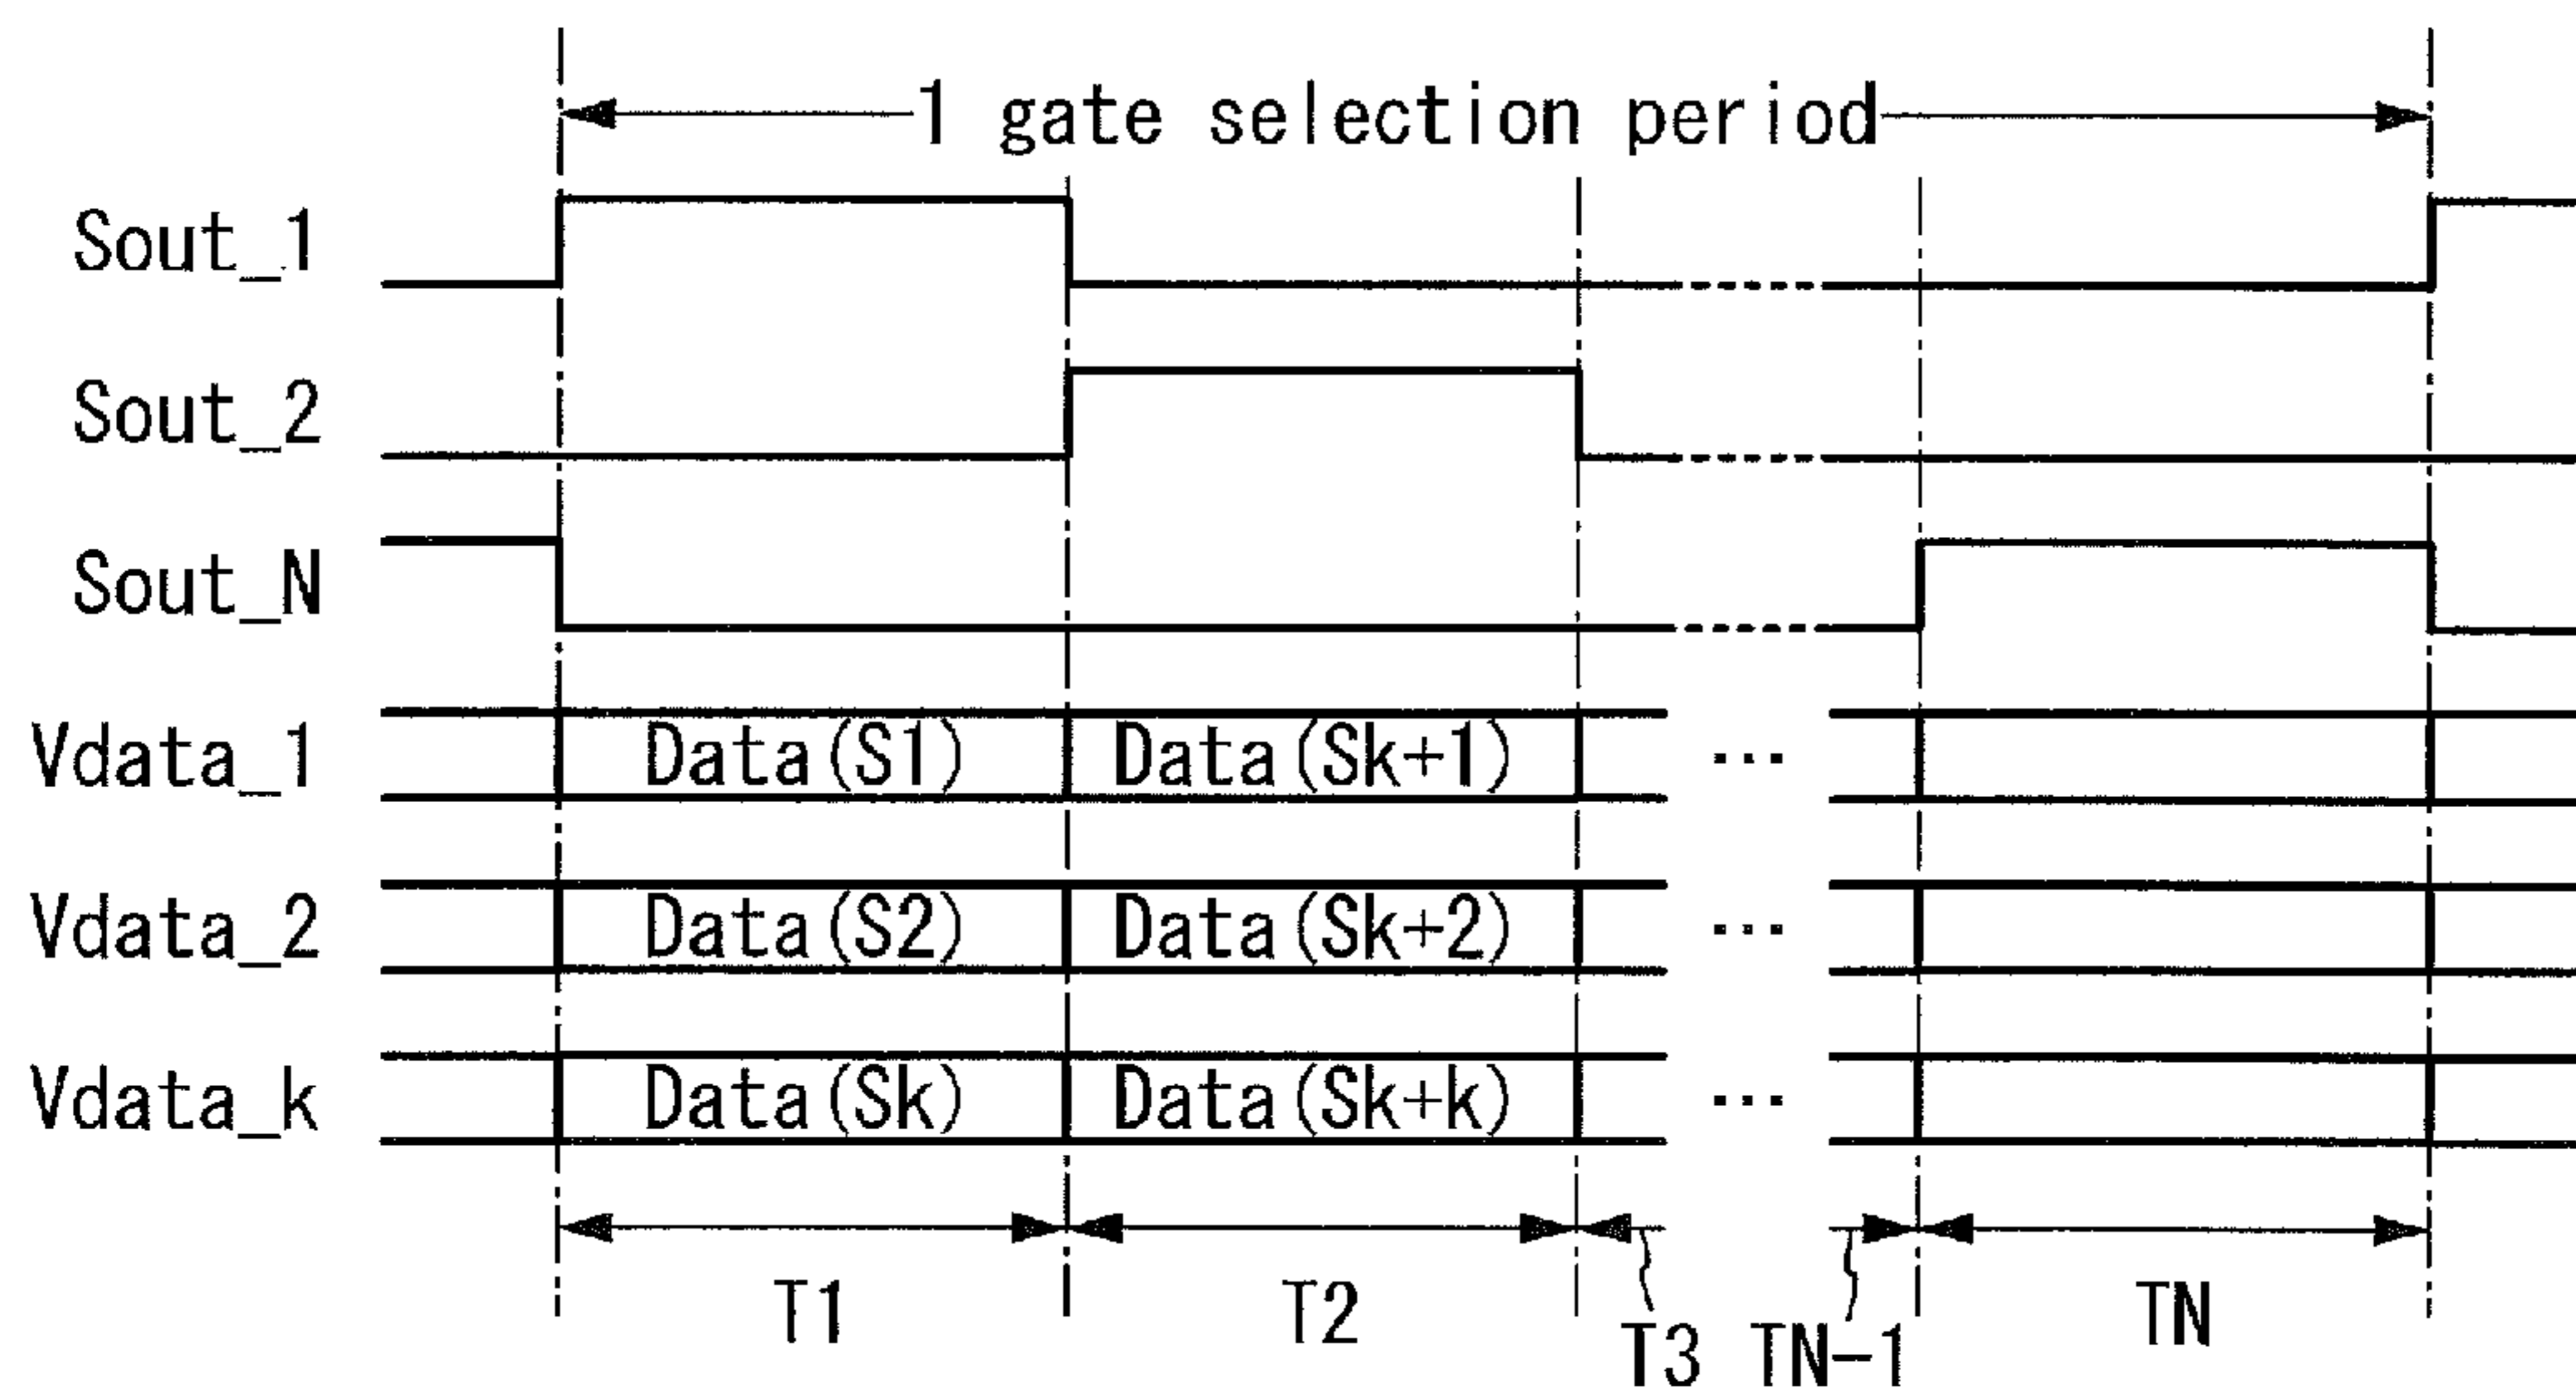 1 gate selection period
Sout_1
Sout_2
Sout_N
Vdata_1 Data(S1) Data(Sk+1) ...
Vdata_2 Data(S2) Data(Sk+2) ...
Vdata_k Data(Sk) Data(Sk+k) ...
T1 T2 T3 TN-1 TN